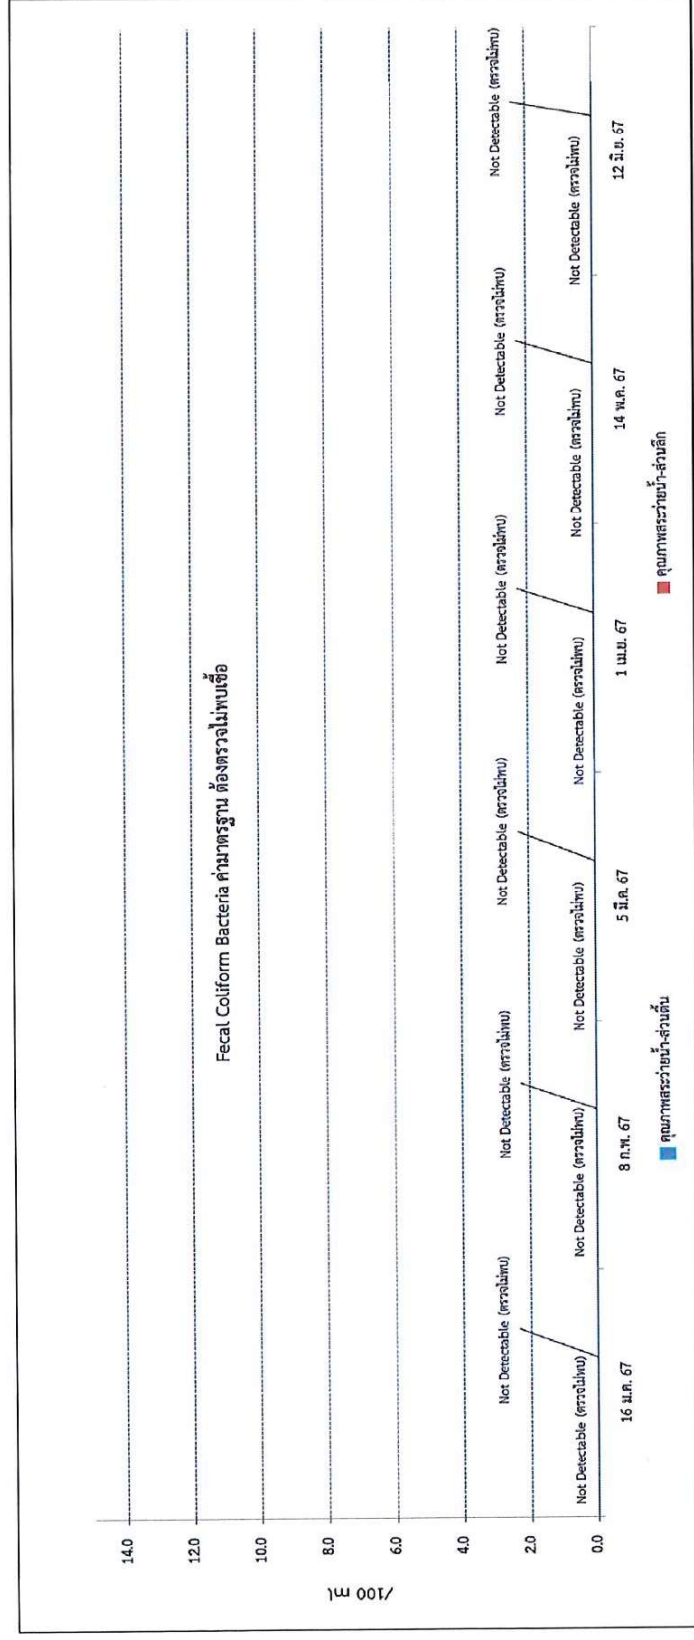 Fecal Coliform Bacteria ค่ามาตรฐาน ต้องตรวจไม่พบเชื้อ
/100 ml
14.0
12.0
10.0
8.0
6.0
4.0
2.0
0.0
Not Detectable (ตรวจไม่พบ)
Not Detectable (ตรวจไม่พบ)
Not Detectable (ตรวจไม่พบ)
Not Detectable (ตรวจไม่พบ)
Not Detectable (ตรวจไม่พบ)
Not Detectable (ตรวจไม่พบ)
Not Detectable (ตรวจไม่พบ)
Not Detectable (ตรวจไม่พบ)
Not Detectable (ตรวจไม่พบ)
Not Detectable (ตรวจไม่พบ)
Not Detectable (ตรวจไม่พบ)
Not Detectable (ตรวจไม่พบ)
16 ม.ค. 67
8 ก.พ. 67
5 มี.ค. 67
1 เม.ย. 67
14 พ.ค. 67
12 มิ.ย. 67
คุณภาพสระว่ายน้ำ-ส่วนตื้น
คุณภาพสระว่ายน้ำ-ส่วนลึก